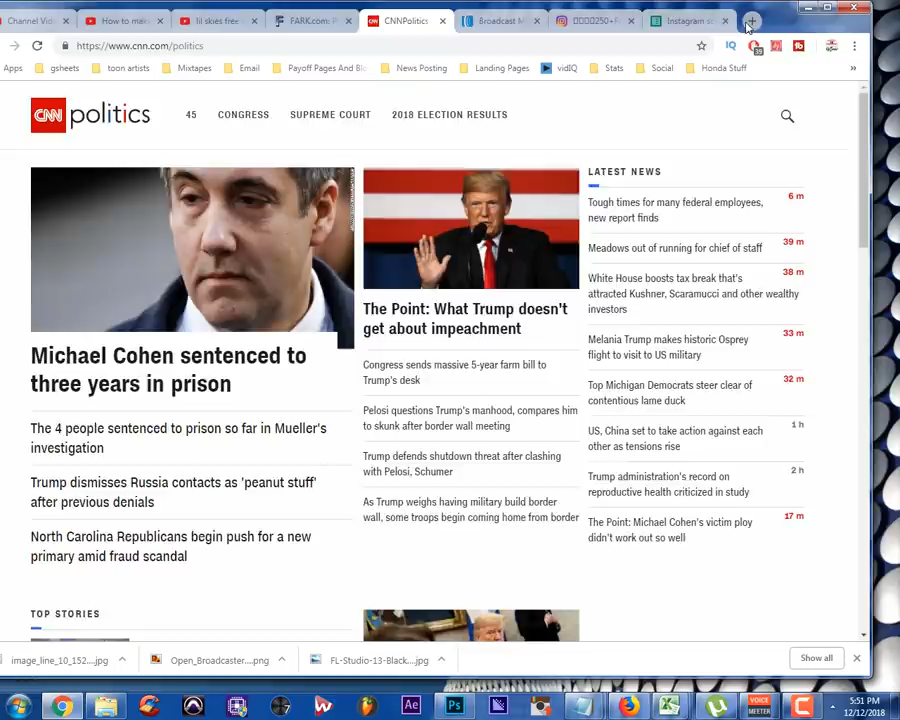 Channel Vid
How to make
lil skies free
FARK.com:
CNNPolitics
Broadcast M
250+
Instagram
https://www.cnn.com/politics
IQ
39
Apps
gsheets
toon artists
Mixtapes
Email
Payoff Pages And Bl
News Posting
Landing Pages
vidIQ
Stats
Social
Honda Stuff
»
CNN politics
45
CONGRESS
SUPREME COURT
2018 ELECTION RESULTS
Michael Cohen sentenced to
three years in prison
The 4 people sentenced to prison so far in Mueller's
investigation
Trump dismisses Russia contacts as 'peanut stuff'
after previous denials
North Carolina Republicans begin push for a new
primary amid fraud scandal
The Point: What Trump doesn't
get about impeachment
Congress sends massive 5-year farm bill to
Trump's desk
Pelosi questions Trump's manhood, compares him
to skunk after border wall meeting
Trump defends shutdown threat after clashing
with Pelosi, Schumer
As Trump weighs having military build border
wall, some troops begin coming home from border
LATEST NEWS
Tough times for many federal employees,
new report finds
6 m
Meadows out of running for chief of staff
39 m
White House boosts tax break that's
attracted Kushner, Scaramucci and other wealthy
investors
38 m
Melania Trump makes historic Osprey
flight to visit to US military
33 m
Top Michigan Democrats steer clear of
contentious lame duck
32 m
US, China set to take action against each
other as tensions rise
1 h
Trump administration's record on
reproductive health criticized in study
2 h
The Point: Michael Cohen's victim ploy
didn't work out so well
17 m
TOP STORIES
image_line_10_152....jpg
Open_Broadcaster....png
FL-Studio-13-Black....jpg
Show all
Ae
Ps
VOICE
MEETER
5:51 PM
12/12/2018